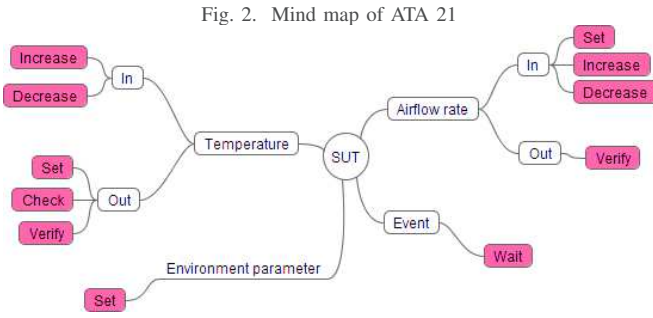 Fig. 2. Mind map of ATA 21
Increase
In
Decrease
Temperature
Set
Check
Out
Verify
Environment parameter
Set
SUT
Airflow rate
In
Set
Increase
Decrease
Out
Verify
Event
Wait